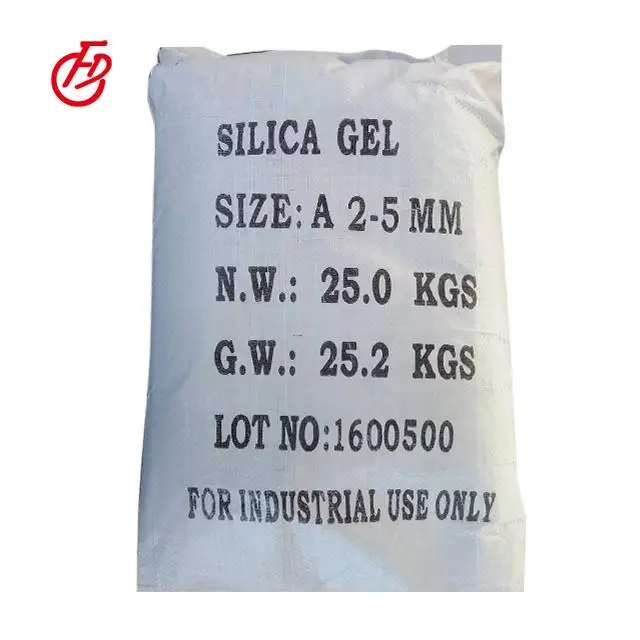 SILICA GEL
SIZE: A 2-5 MM
N.W.: 25.0 KGS
G.W.: 25.2 KGS
LOT NO:1600500
FOR INDUSTRIAL USE ONLY